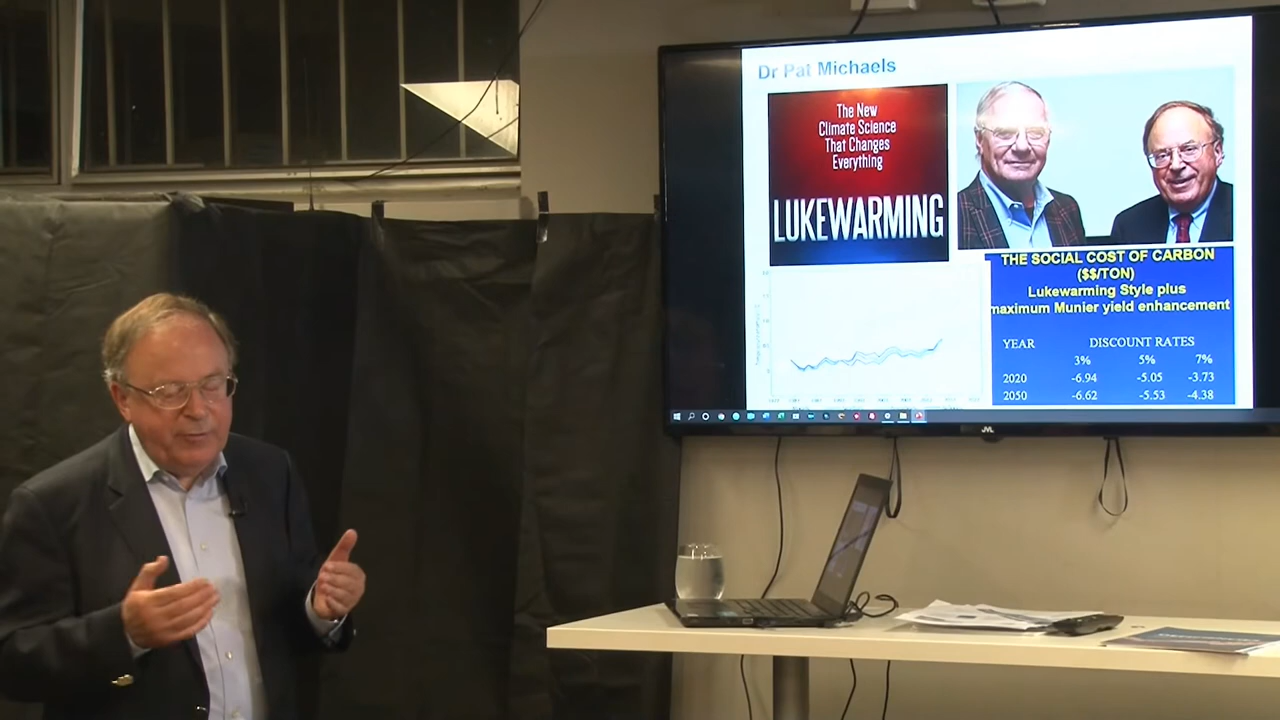 Dr Pat Michaels
The New
Climate Science
That Changes
Everything
LUKEWARMING
THE SOCIAL COST OF CARBON
($$/TON)
Lukewarming Style plus
maximum Munier yield enhancement
YEAR DISCOUNT RATES
3% 5% 7%
2020 -6.94 -5.05 -3.73
2050 -6.62 -5.53 -4.38
JVC